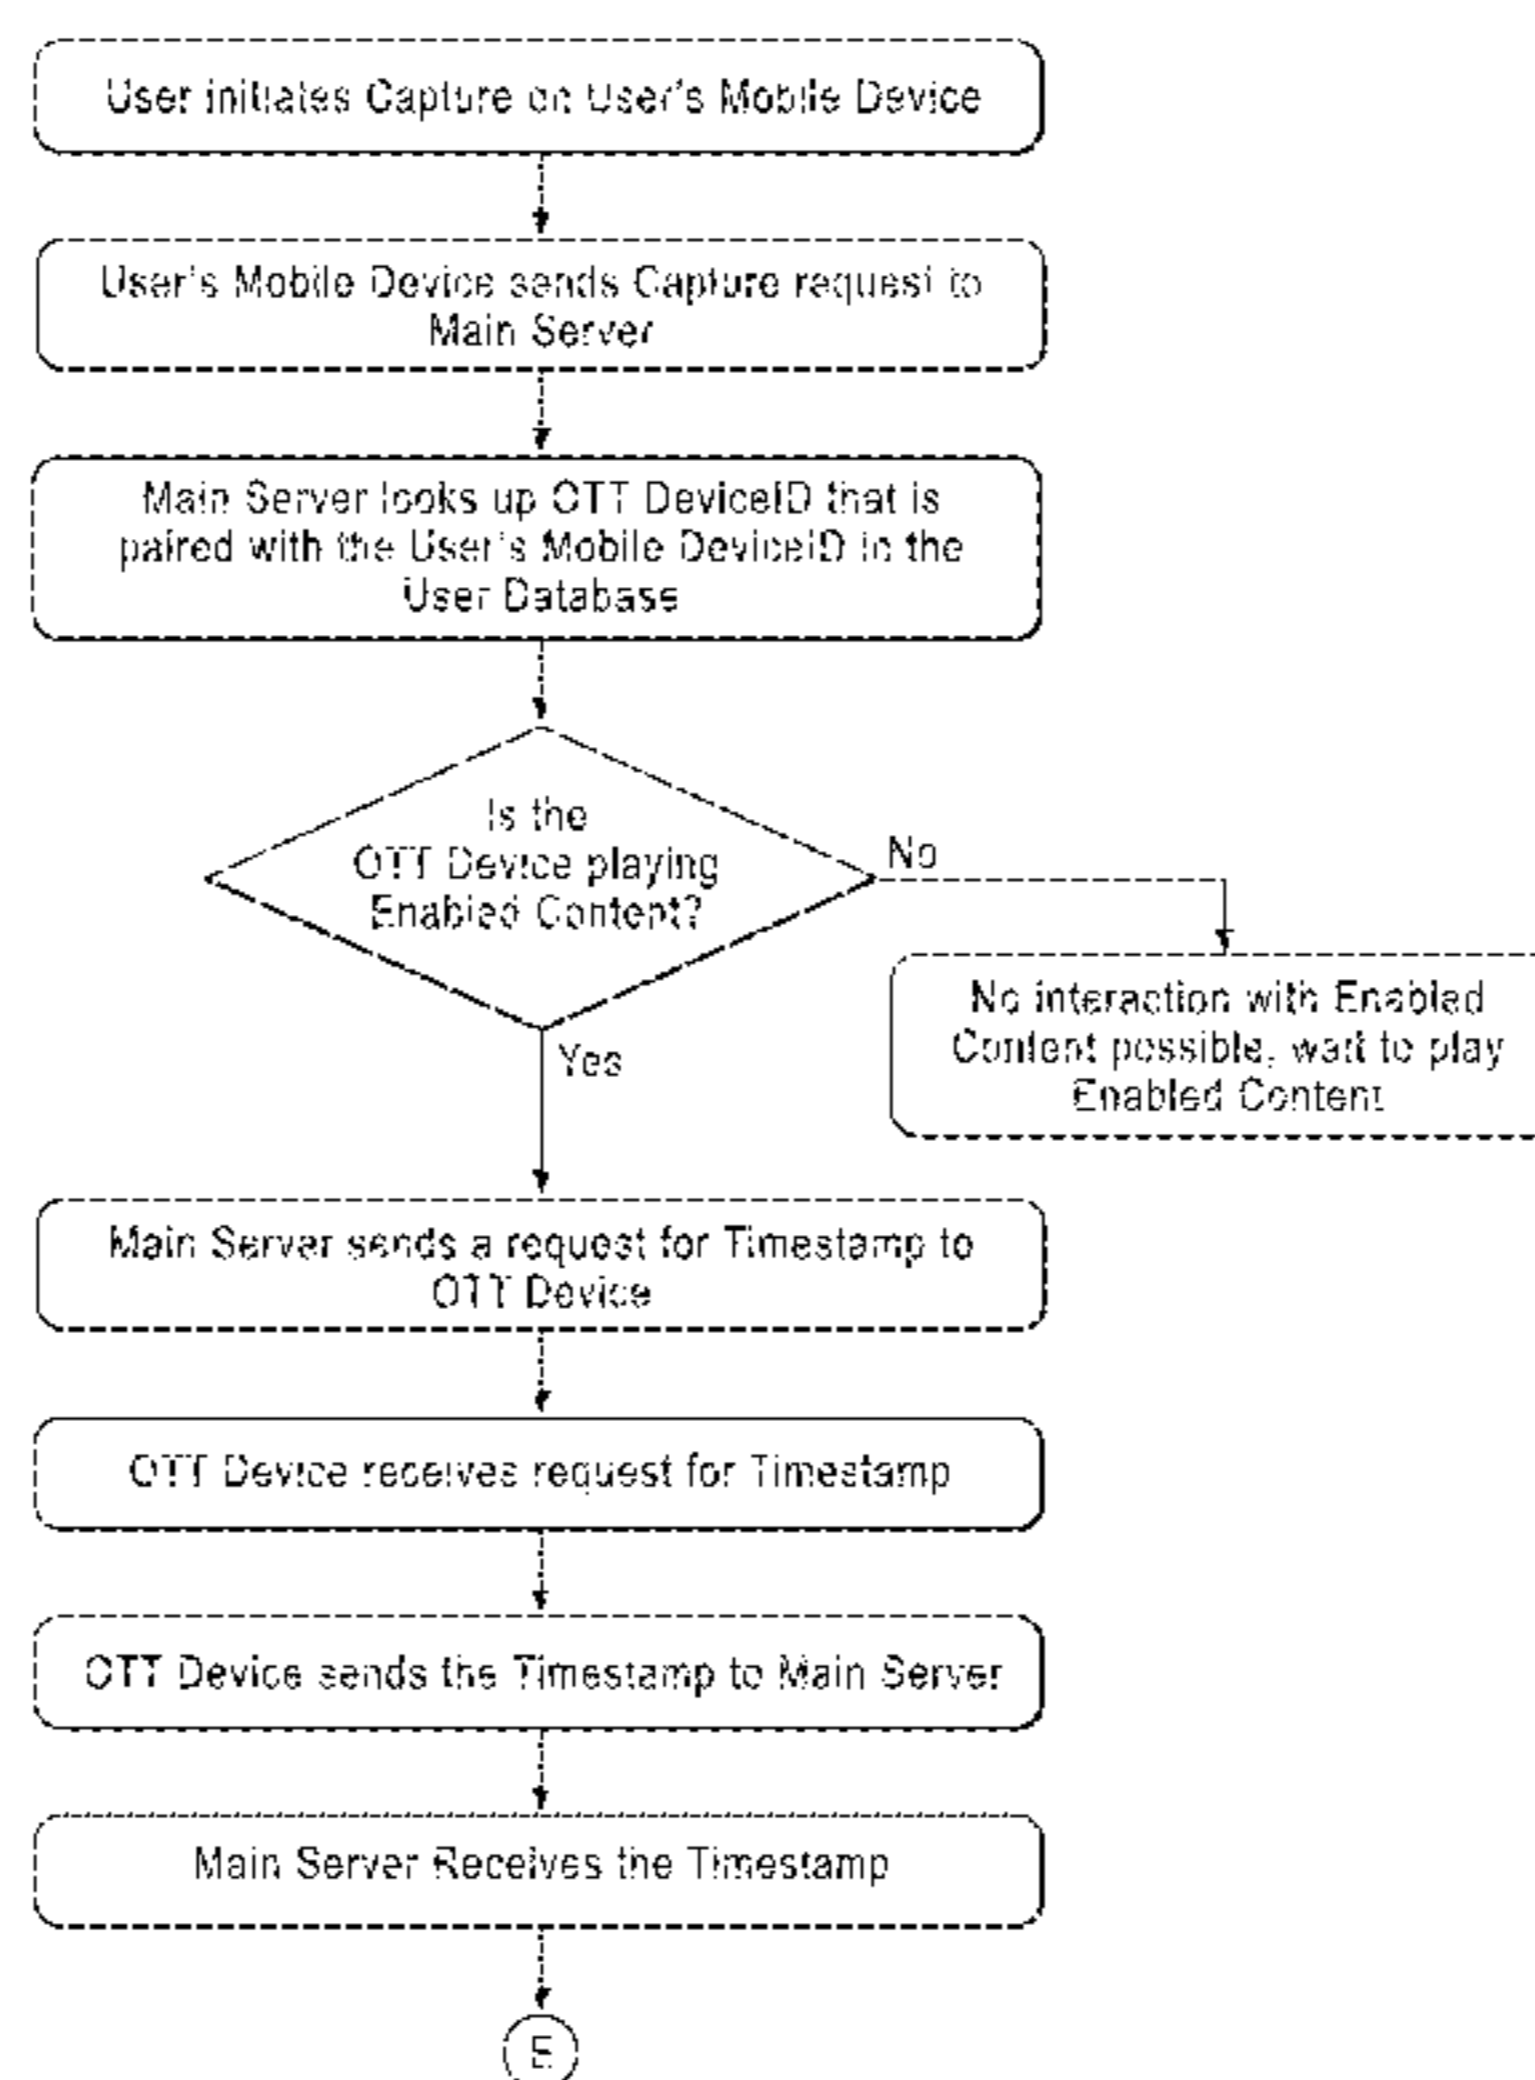 User initiates Capture on User's Mobile Device
User's Mobile Device sends Capture request to
Main Server
Main Server looks up OTT DeviceID that is
paired with the User's Mobile DeviceID in the
User Database
Is the
OTT Device playing
Enabled Content?
No
No interaction with Enabled
Content possible, wait to play
Enabled Content
Yes
Main Server sends a request for Timestamp to
OTT Device
OTT Device receives request for Timestamp
OTT Device sends the Timestamp to Main Server
Main Server Receives the Timestamp
E